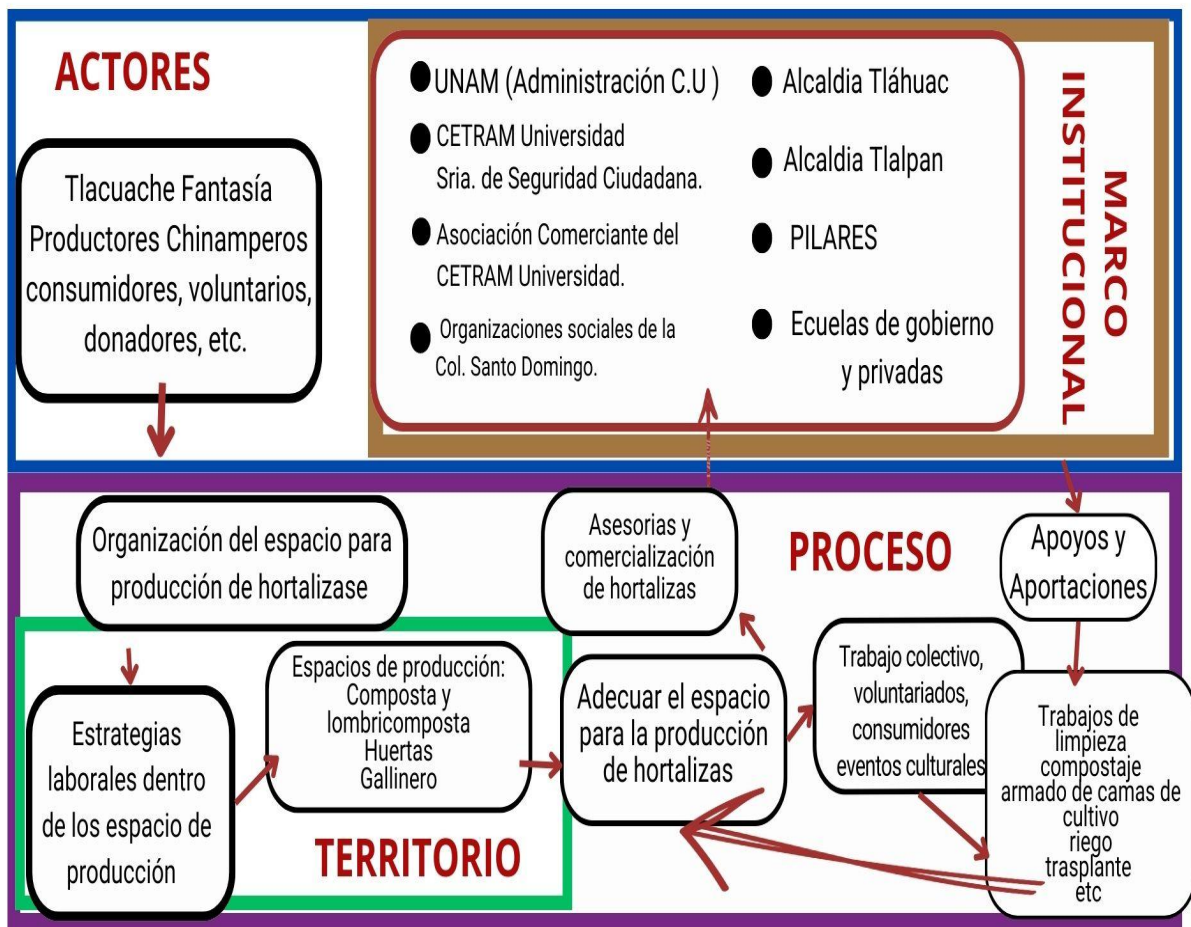 ACTORES
Tlacuache Fantasía
Productores Chinamperos
consumidores, voluntarios,
donadores, etc.
UNAM (Administración C.U )
CETRAM Universidad
Sria. de Seguridad Ciudadana.
Asociación Comerciante del
CETRAM Universidad.
Organizaciones sociales de la
Col. Santo Domingo.
Alcaldia Tláhuac
Alcaldia Tlalpan
PILARES
Ecuelas de gobierno
y privadas
MARCO
INSTITUCIONAL
Organización del espacio para
producción de hortalizase
Estrategias
laborales dentro
de los espacio de
producción
Espacios de producción:
Composta y
lombricomposta
Huertas
Gallinero
TERRITORIO
Adecuar el espacio
para la producción
de hortalizas
Asesorias y
comercialización
de hortalizas
PROCESO
Trabajo colectivo,
voluntariados,
consumidores
eventos culturales
Apoyos y
Aportaciones
Trabajos de
limpieza
compostaje
armado de camas de
cultivo
riego
trasplante
etc